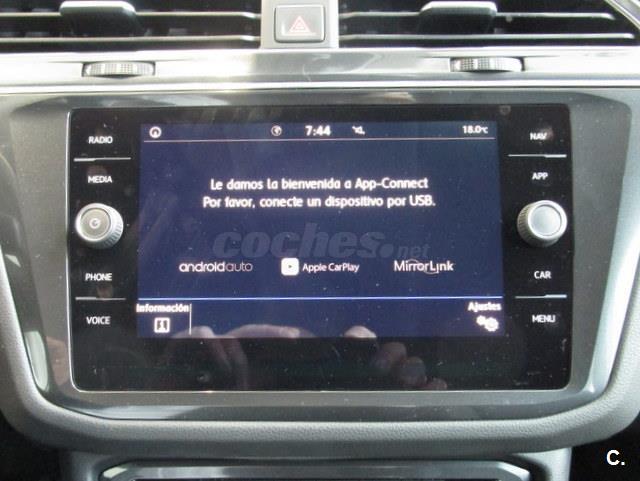 7:44
18.0°C
RADIO
MEDIA
PHONE
VOICE
NAV
APP
CAR
MENU
Le damos la bienvenida a App-Connect
Por favor, conecte un dispositivo por USB.
coches.net
androidauto
Apple CarPlay
MirrorLink
Información
Ajustes
C.